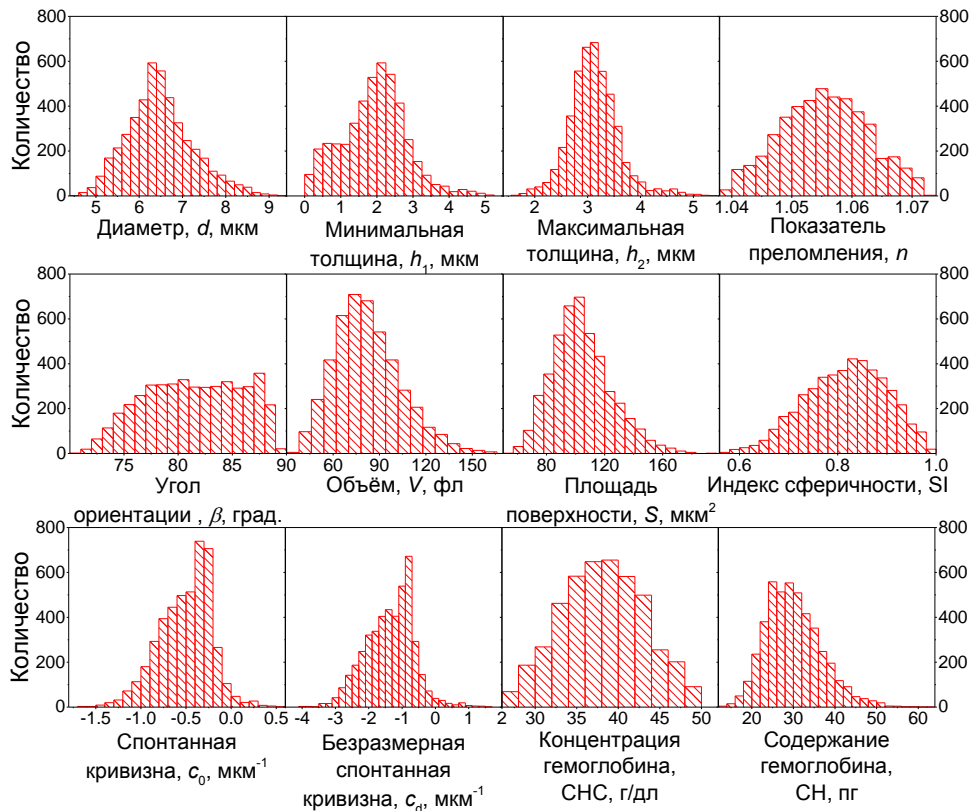 800 800
600 600
400 400
200 200
0 0
Количество
5 6 7 8 9 0 1 2 3 4 5 2 3 4 5 1.04 1.05 1.06 1.07
Диаметр, d, мкм
Минимальная
толщина, h1, мкм
Максимальная
толщина, h2, мкм
Показатель
преломления, n
800 800
600 600
400 400
200 200
0 0
Количество
75 80 85 90 60 90 120 150 80 120 160 0.6 0.8 1.0
Угол
ориентации , β, град.
Объём, V, фл
Площадь
поверхности, S, мкм²
Индекс сферичности, SI
800 800
600 600
400 400
200 200
0 0
Количество
-1.5 -1.0 -0.5 0.0 0.5 -4 -3 -2 -1 0 1 2 30 35 40 45 50 20 30 40 50 60
Спонтанная
кривизна, c0, мкм-1
Безразмерная
спонтанная
кривизна, cd, мкм-1
Концентрация
гемоглобина,
CHC, г/дл
Содержание
гемоглобина,
CH, пг